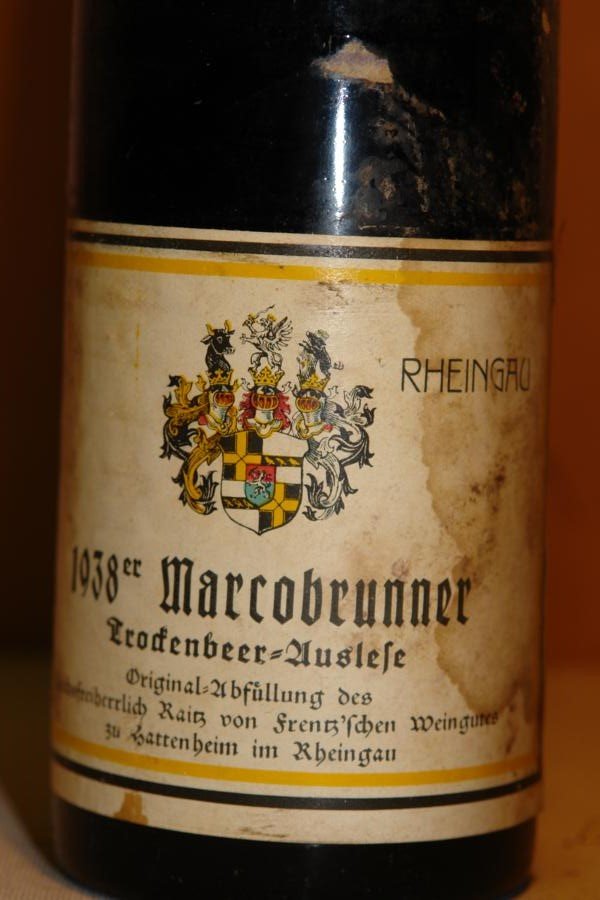 RHEINGAU
1938er Marcobrunner
Trockenbeer-Auslese
Original-Abfüllung des
Raitz von Frentz'schen Weingutes
zu Hattenheim im Rheingau